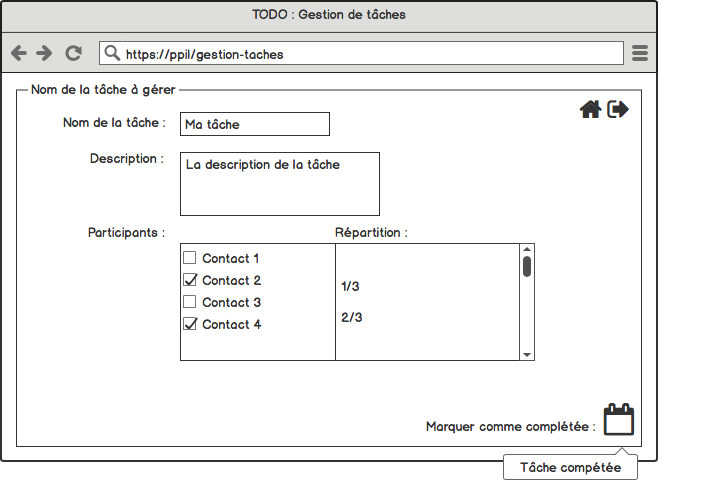 TODO : Gestion de tâches
https://ppil/gestion-taches
Nom de la tâche à gérer
Nom de la tâche : Ma tâche
Description : La description de la tâche
Participants : Répartition :
Contact 1
Contact 2 1/3
Contact 3
Contact 4 2/3
Marquer comme complétée :
Tâche compétée